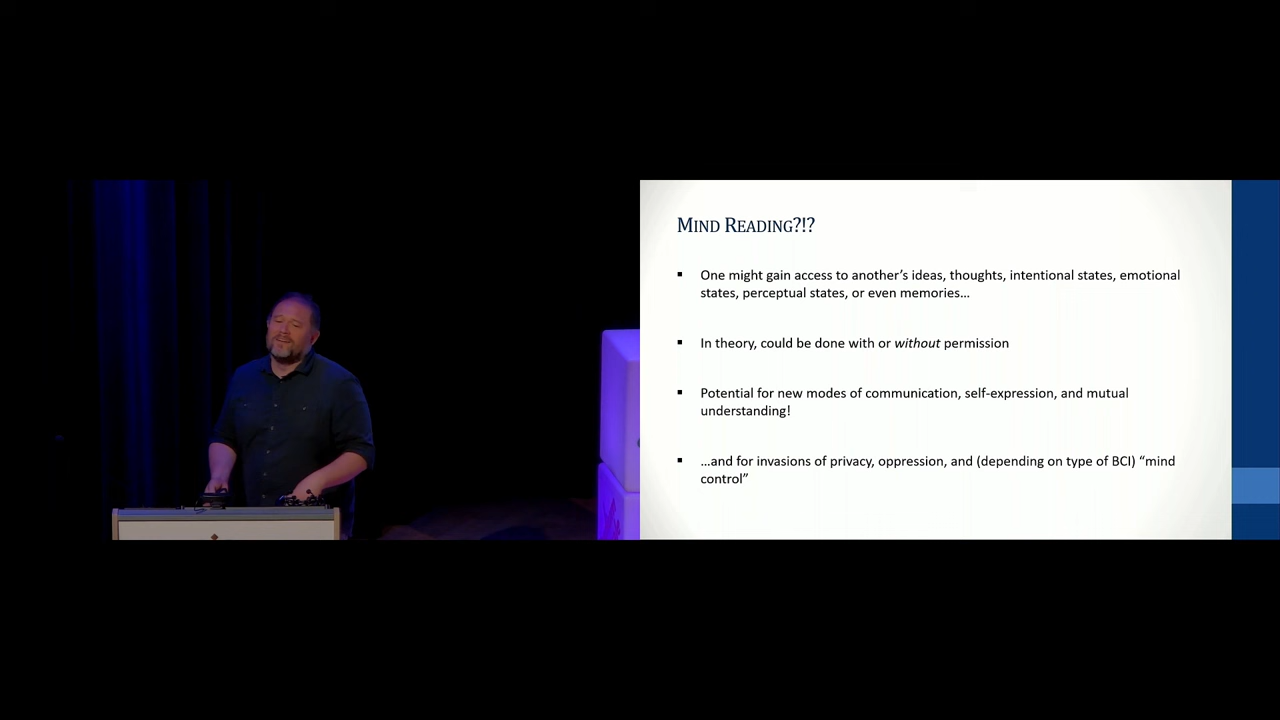 Mind Reading?!?
One might gain access to another’s ideas, thoughts, intentional states, emotional
states, perceptual states, or even memories…
In theory, could be done with or without permission
Potential for new modes of communication, self-expression, and mutual
understanding!
…and for invasions of privacy, oppression, and (depending on type of BCI) “mind
control”